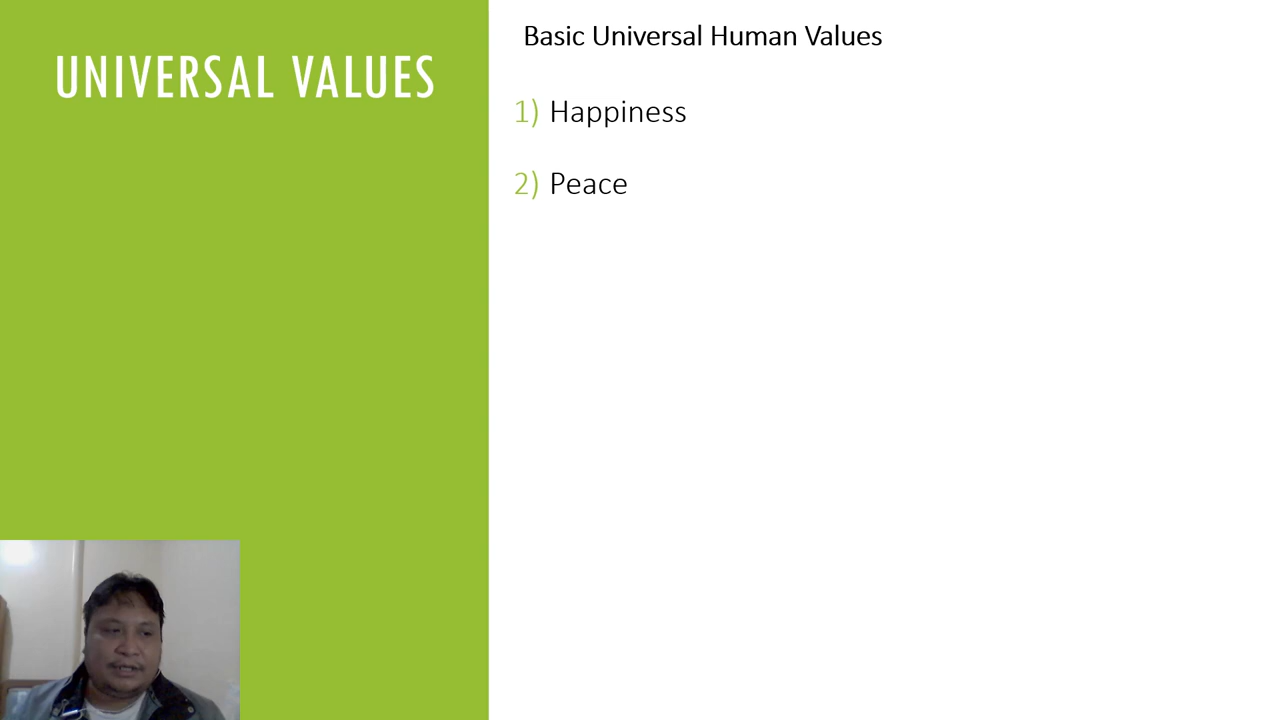 UNIVERSAL VALUES
Basic Universal Human Values
1) Happiness
2) Peace